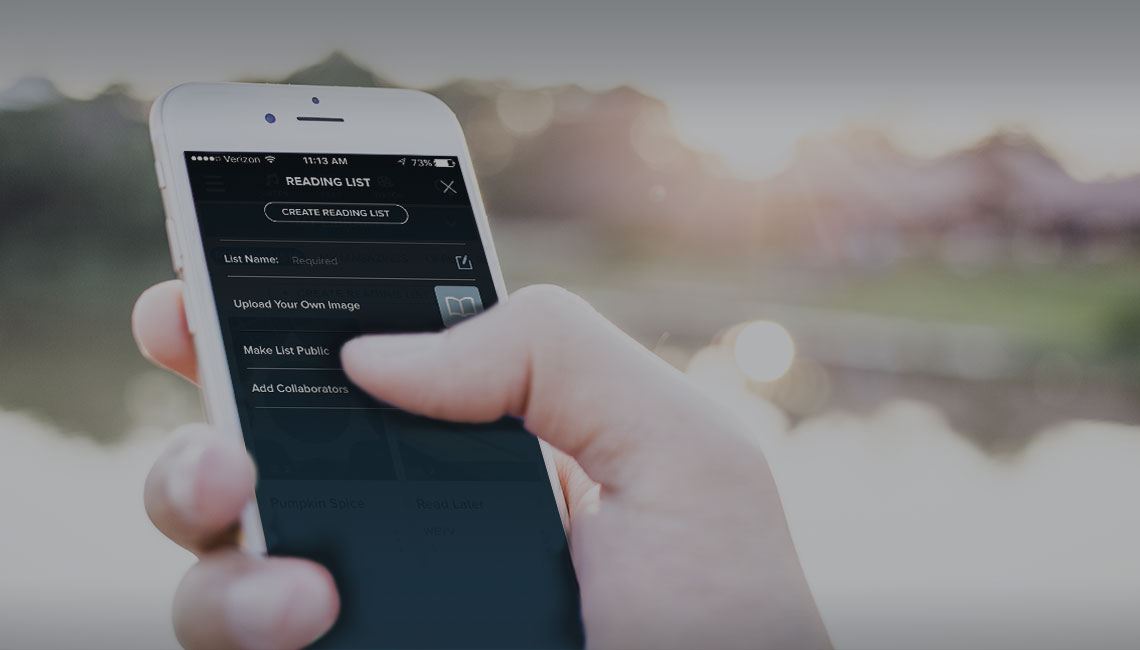 Verizon 11:13 AM 73%
READING LIST
CREATE READING LIST
List Name: Required
Upload Your Own Image
Make List Public
Add Collaborators
Pumpkin Spice Read Later